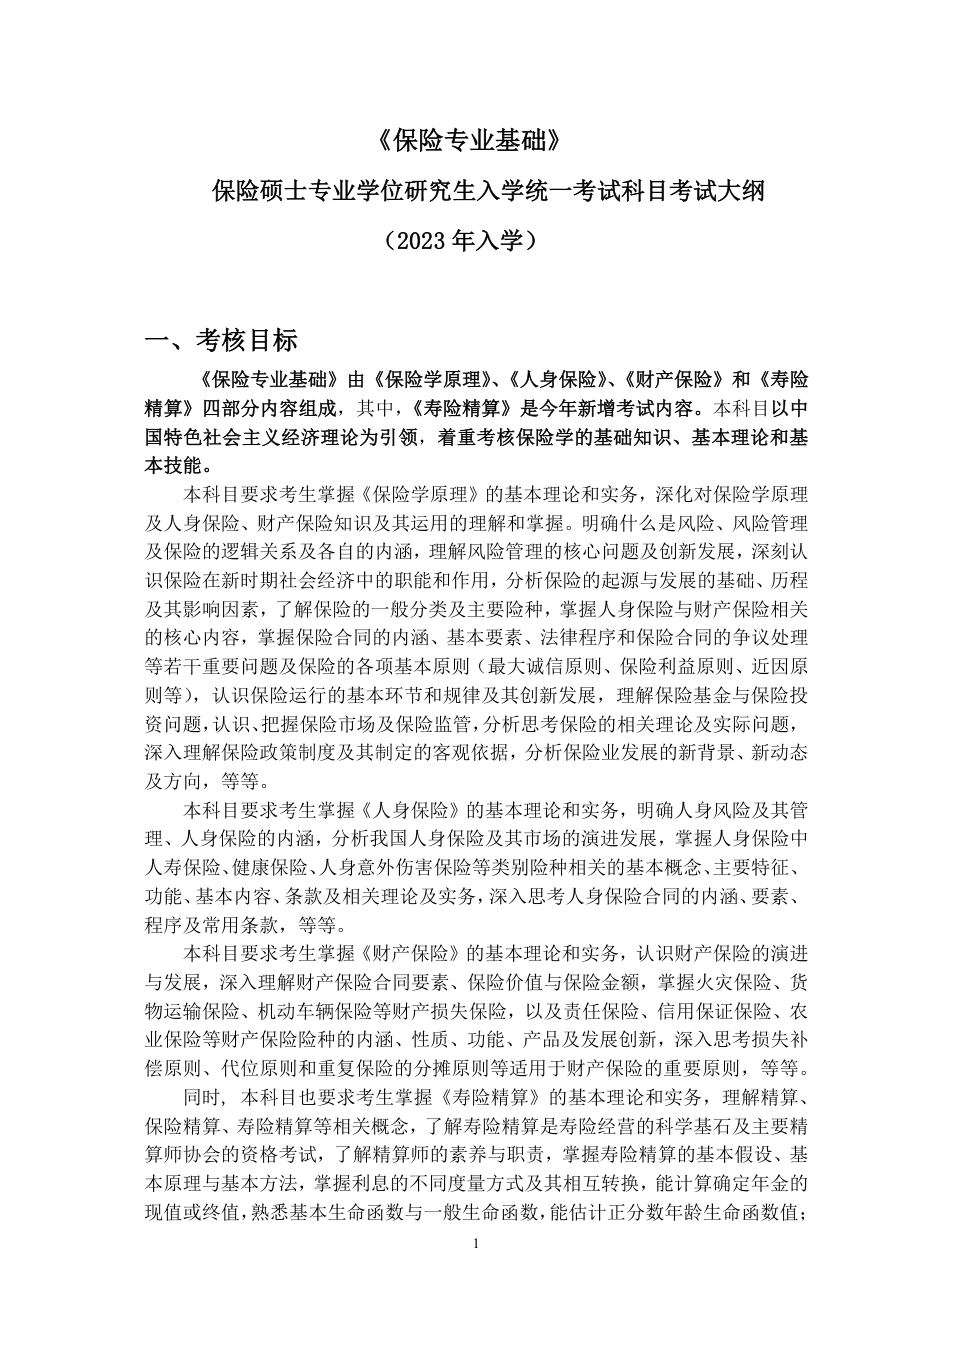 《保险专业基础》
保险硕士专业学位研究生入学统一考试科目考试大纲
（2023 年入学）
一、考核目标
《保险专业基础》由《保险学原理》、《人身保险》、《财产保险》和《寿险
精算》四部分内容组成，其中，《寿险精算》是今年新增考试内容。本科目以中
国特色社会主义经济理论为引领，着重考核保险学的基础知识、基本理论和基
本技能。
本科目要求考生掌握《保险学原理》的基本理论和实务，深化对保险学原理
及人身保险、财产保险知识及其运用的理解和掌握。明确什么是风险、风险管理
及保险的逻辑关系及各自的内涵，理解风险管理的核心问题及创新发展，深刻认
识保险在新时期社会经济中的职能和作用，分析保险的起源与发展的基础、历程
及其影响因素，了解保险的一般分类及主要险种，掌握人身保险与财产保险相关
的核心内容，掌握保险合同的内涵、基本要素、法律程序和保险合同的争议处理
等若干重要问题及保险的各项基本原则（最大诚信原则、保险利益原则、近因原
则等），认识保险运行的基本环节和规律及其创新发展，理解保险基金与保险投
资问题，认识、把握保险市场及保险监管，分析思考保险的相关理论及实际问题，
深入理解保险政策制度及其制定的客观依据，分析保险业发展的新背景、新动态
及方向，等等。
本科目要求考生掌握《人身保险》的基本理论和实务，明确人身风险及其管
理、人身保险的内涵，分析我国人身保险及其市场的演进发展，掌握人身保险中
人寿保险、健康保险、人身意外伤害保险等类别险种相关的基本概念、主要特征、
功能、基本内容、条款及相关理论及实务，深入思考人身保险合同的内涵、要素、
程序及常用条款，等等。
本科目要求考生掌握《财产保险》的基本理论和实务，认识财产保险的演进
与发展，深入理解财产保险合同要素、保险价值与保险金额，掌握火灾保险、货
物运输保险、机动车辆保险等财产损失保险，以及责任保险、信用保证保险、农
业保险等财产保险险种的内涵、性质、功能、产品及发展创新，深入思考损失补
偿原则、代位原则和重复保险的分摊原则等适用于财产保险的重要原则，等等。
同时，本科目也要求考生掌握《寿险精算》的基本理论和实务，理解精算、
保险精算、寿险精算等相关概念，了解寿险精算是寿险经营的科学基石及主要精
算师协会的资格考试，了解精算师的素养与职责，掌握寿险精算的基本假设、基
本原理与基本方法，掌握利息的不同度量方式及其相互转换，能计算确定年金的
现值或终值，熟悉基本生命函数与一般生命函数，能估计正分数年龄生命函数值；
1